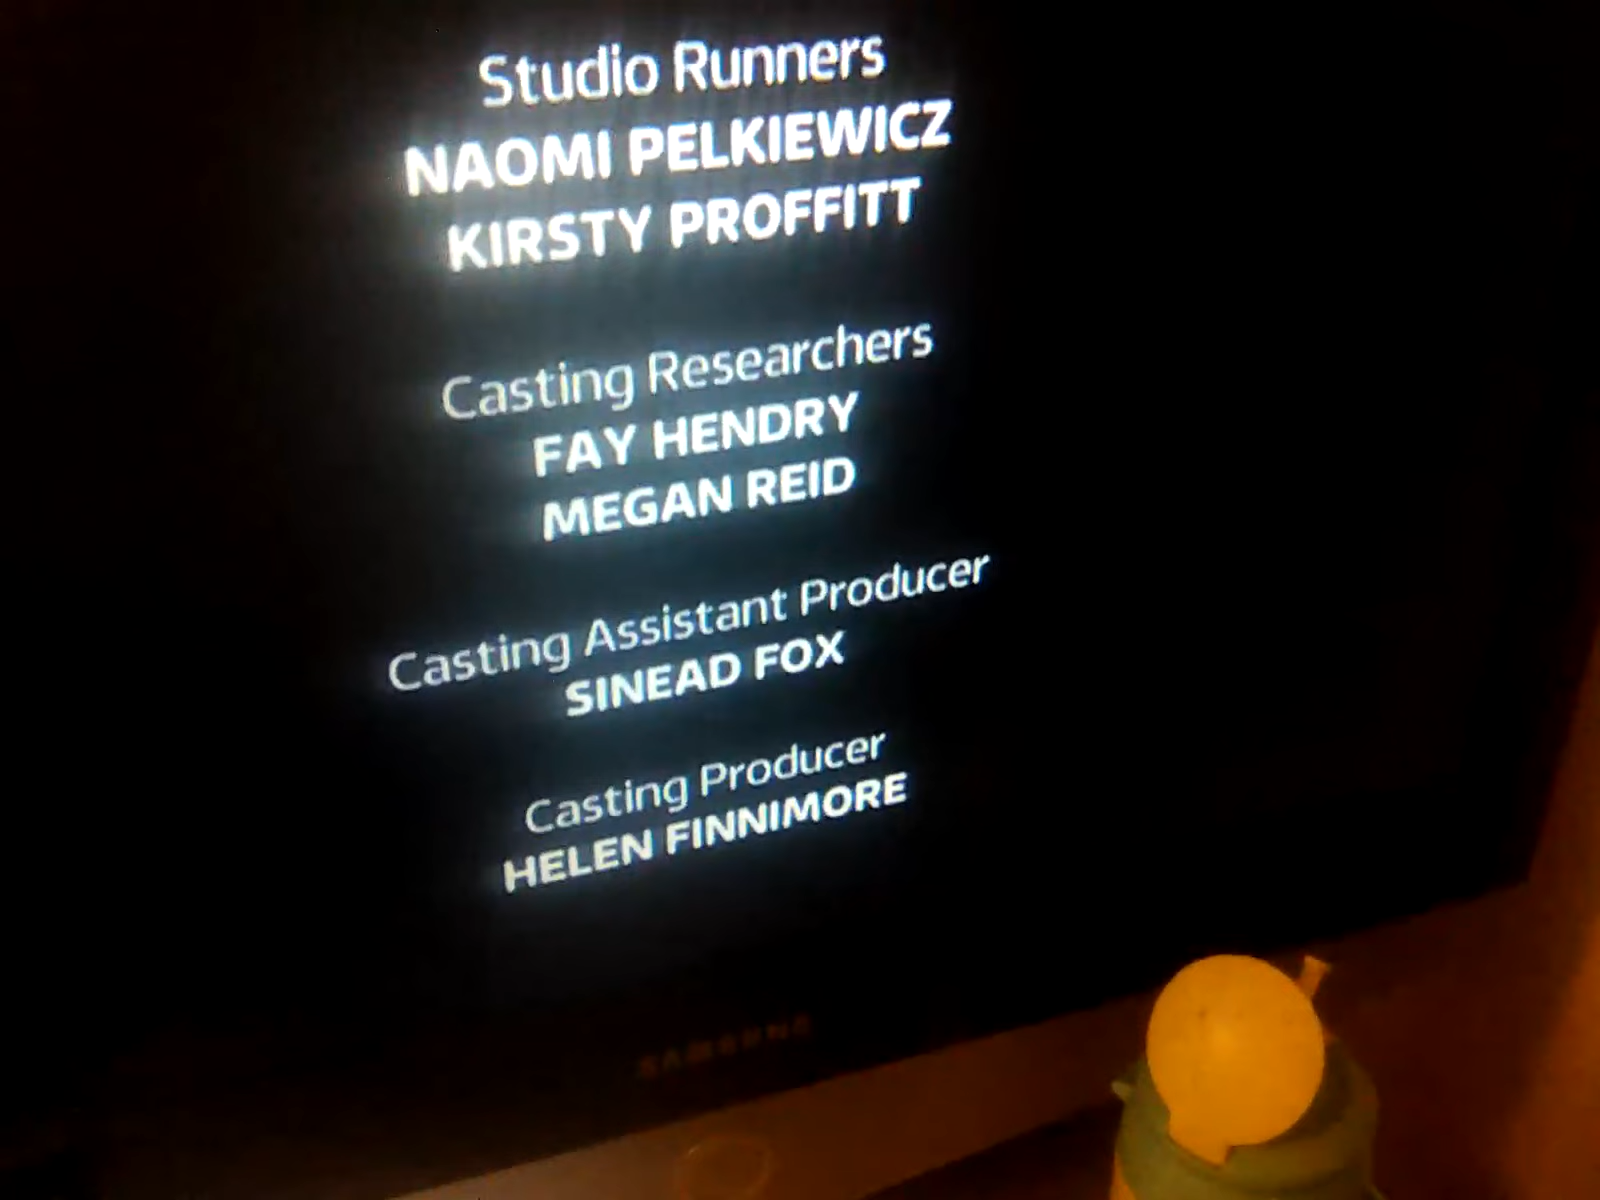 Studio Runners
NAOMI PELKIEWICZ
KIRSTY PROFFITT
Casting Researchers
FAY HENDRY
MEGAN REID
Casting Assistant Producer
SINEAD FOX
Casting Producer
HELEN FINNIMORE
SAMSUNG